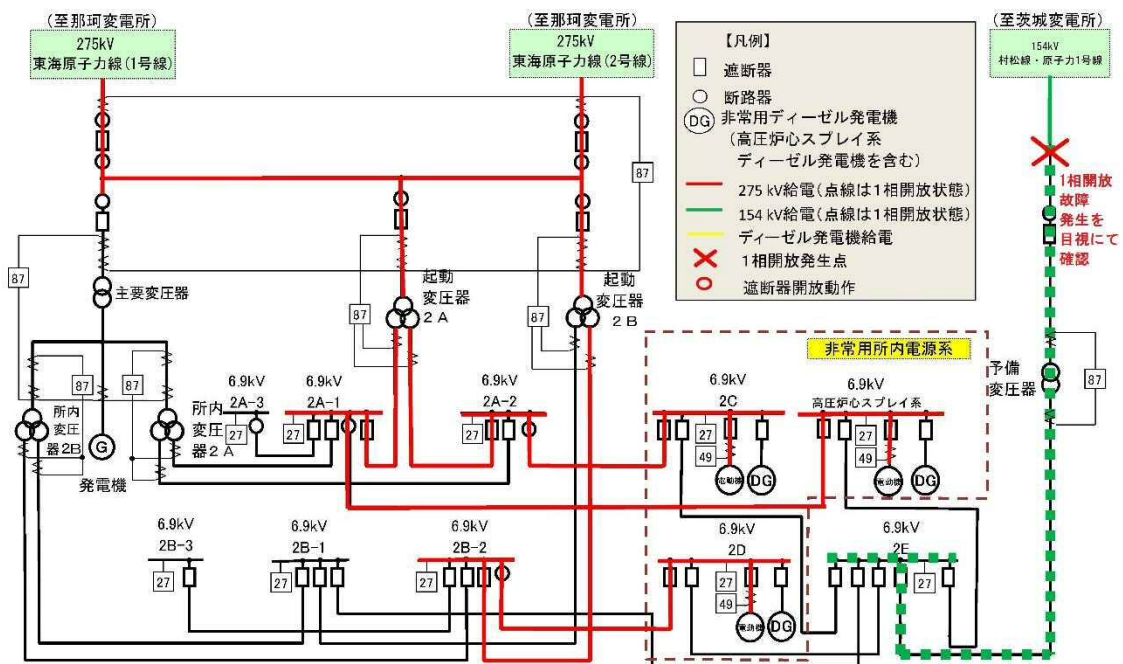 (至那珂変電所)
275kV
東海原子力線(1号線)
(至那珂変電所)
275kV
東海原子力線(2号線)
(至茨城変電所)
154kV
村松線・原子力1号線
【凡例】
遮断器
断路器
DG
非常用ディーゼル発電機
(高圧炉心スプレイ系
ディーゼル発電機を含む)
275 kV給電(点線は1相開放状態)
154 kV給電(点線は1相開放状態)
ディーゼル発電機給電
1相開放発生点
遮断器開放動作
1相開放
故障
発生を
目視にて
確認
87
87
87
87
主要変圧器
起動
変圧器
2A
起動
変圧器
2B
予備
変圧器
87
87
87
所内
変圧
器2B
G
発電機
所内
変圧
器2A
非常用所内電源系
6.9kV
2A-3
27
6.9kV
2A-1
27
6.9kV
2A-2
27
6.9kV
2C
27
49
電動機
DG
6.9kV
高圧炉心スプレイ系
27
49
電動機
DG
6.9kV
2B-3
27
6.9kV
2B-1
27
6.9kV
2B-2
27
6.9kV
2D
27
49
電動機
DG
6.9kV
2E
27